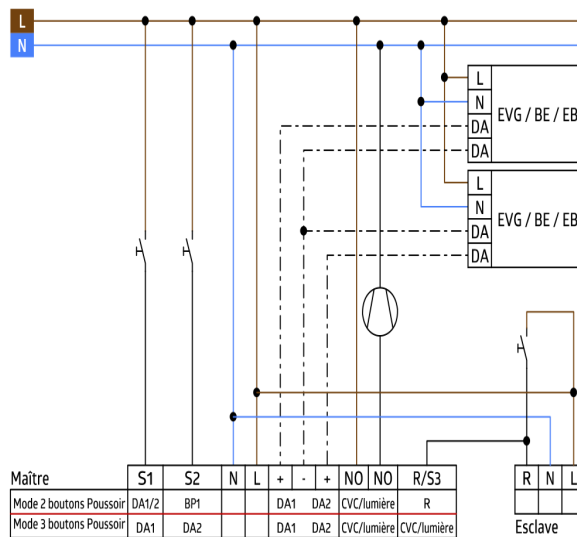 L
N
L
N
DA
DA
EVG / BE / EB
L
N
DA
DA
EVG / BE / EB
Maître S1 S2 N L + - + NO NO R/S3
Mode 2 boutons Poussoir DA1/2 BP1 DA1 DA2 CVC/lumière R
Mode 3 boutons Poussoir DA1 DA2 DA1 DA2 CVC/lumière CVC/lumière
R N L
Esclave